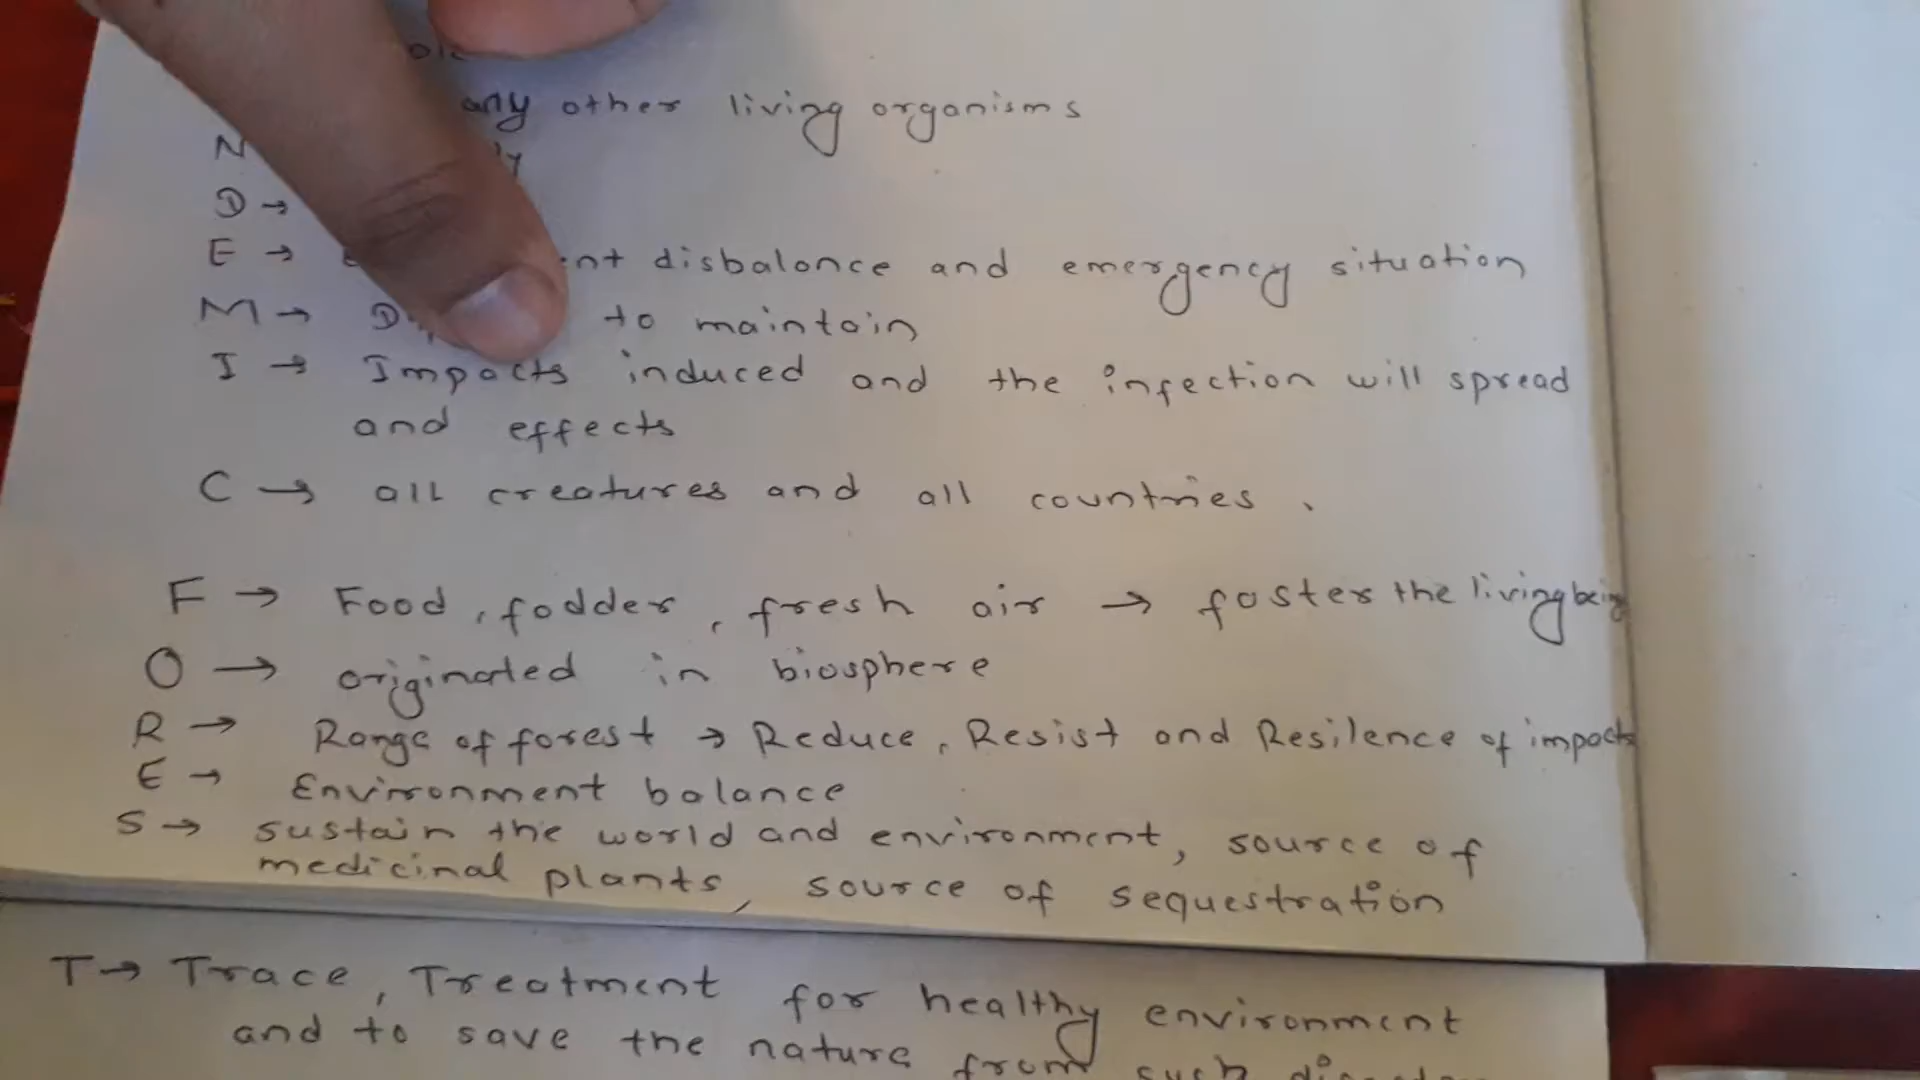 any other living organisms
N
D →
E → disbalance and emergency situation
M → to maintain
I → Impacts induced and the infection will spread
and effects
C → all creatures and all countries.
F → Food, fodder, fresh air → foster the living being
O → originated in biosphere
R → Range of forest → Reduce, Resist and Resilence of impacts
E → Environment balance
S → sustain the world and environment, source of
medicinal plants, source of sequestration
T → Trace, Treatment for healthy environment
and to save the nature from such